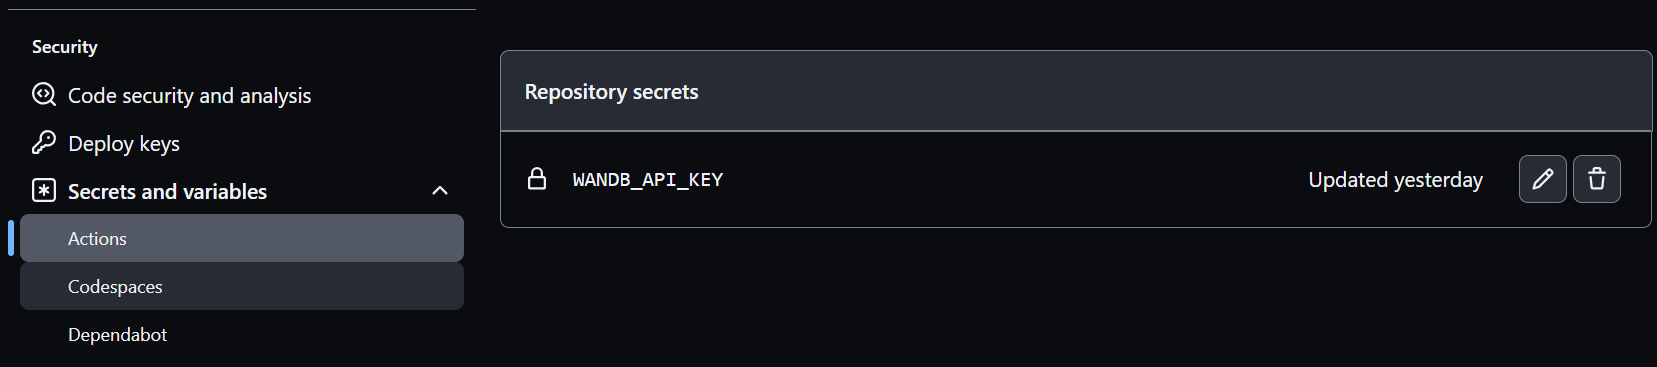 Security
Code security and analysis
Deploy keys
Secrets and variables
Actions
Codespaces
Dependabot
Repository secrets
WANDB_API_KEY
Updated yesterday